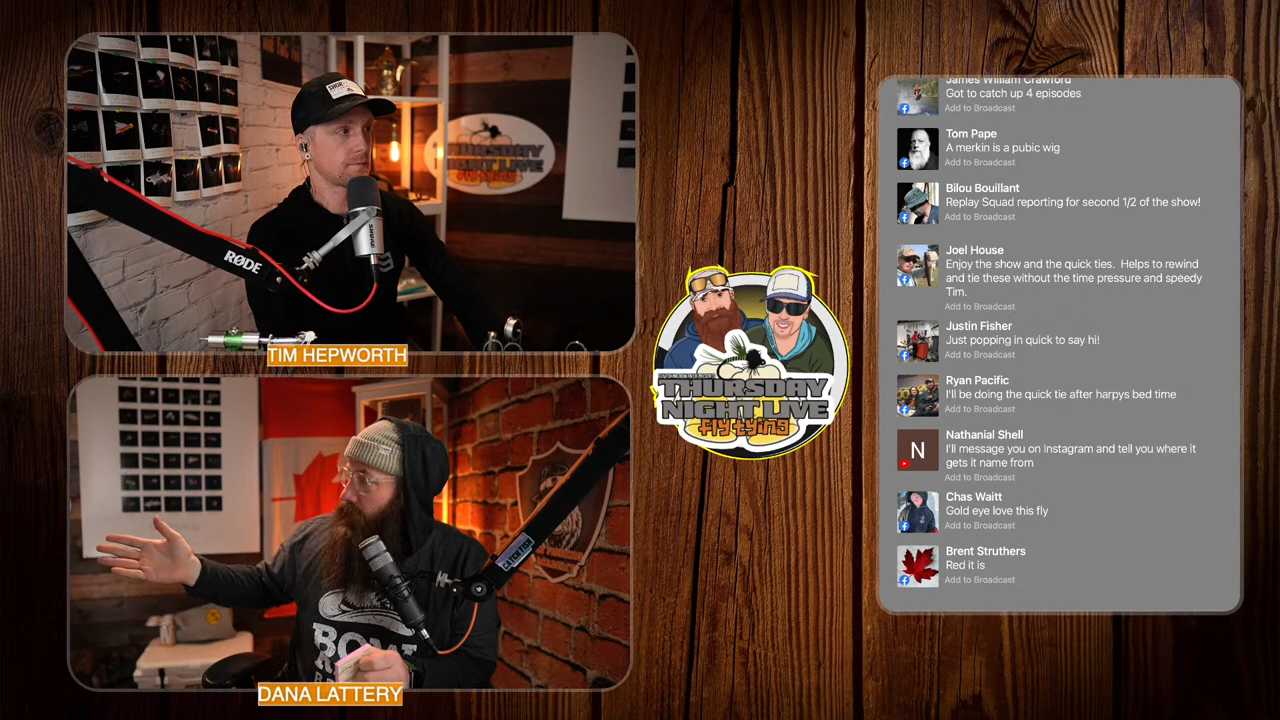 SHURE
RØDE
THURSDAY
NIGHT LIVE
TIM HEPWORTH
CATCH FISH
BOW
DANA LATTERY
THURSDAY
NIGHT LIVE
fly tying
James William Crawford
Got to catch up 4 episodes
Add to Broadcast
Tom Pape
A merkin is a pubic wig
Add to Broadcast
Bilou Bouillant
Replay Squad reporting for second 1/2 of the show!
Add to Broadcast
Joel House
Enjoy the show and the quick ties. Helps to rewind
and tie these without the time pressure and speedy
Tim.
Add to Broadcast
Justin Fisher
Just popping in quick to say hi!
Add to Broadcast
Ryan Pacific
I'll be doing the quick tie after harpys bed time
Add to Broadcast
N
Nathanial Shell
I'll message you on Instagram and tell you where it
gets it name from
Add to Broadcast
Chas Waitt
Gold eye love this fly
Add to Broadcast
Brent Struthers
Red it is
Add to Broadcast